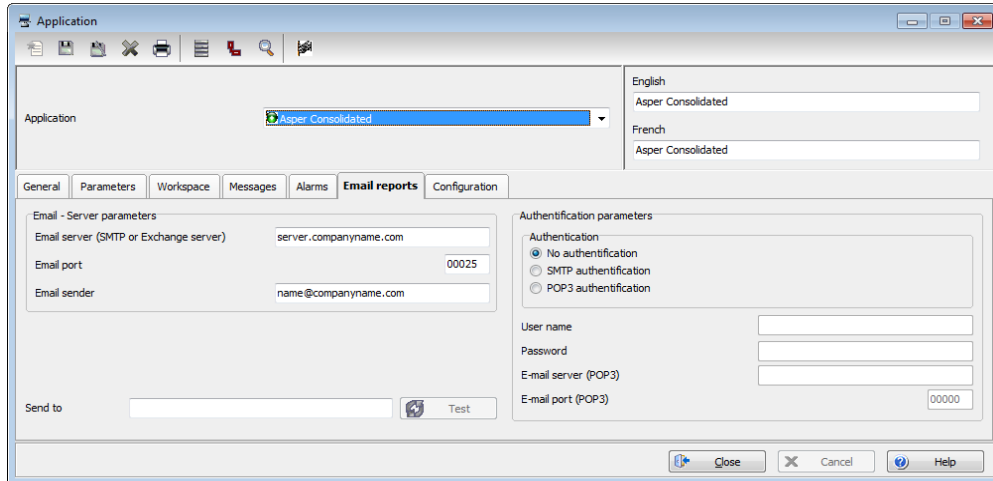 Application
English
Asper Consolidated
Application
Asper Consolidated
French
Asper Consolidated
General
Parameters
Workspace
Messages
Alarms
Email reports
Configuration
Email - Server parameters
Email server (SMTP or Exchange server)
server.companyname.com
Email port
00025
Email sender
name@companyname.com
Send to
Test
Authentification parameters
Authentication
No authentification
SMTP authentification
POP3 authentification
User name
Password
E-mail server (POP3)
E-mail port (POP3)
00000
Close
Cancel
Help